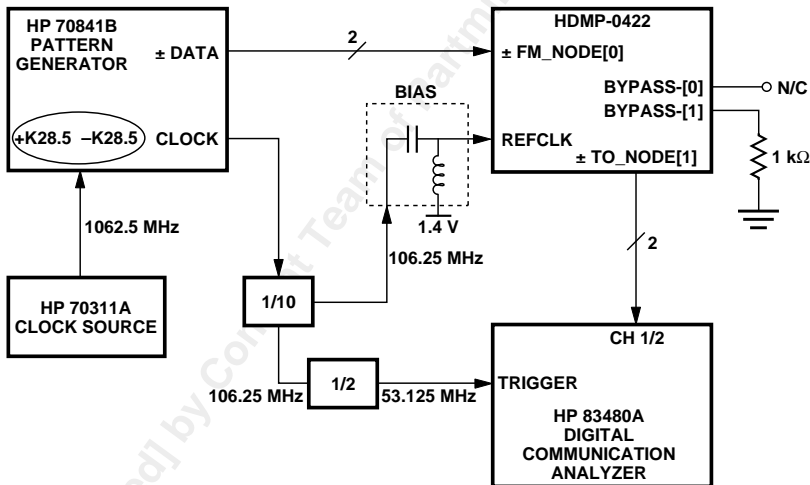 HP 70841B
PATTERN
GENERATOR
± DATA
+K28.5 –K28.5
CLOCK
2
HDMP-0422
± FM_NODE[0]
BYPASS-[0]
N/C
BYPASS-[1]
REFCLK
± TO_NODE[1]
1 kΩ
BIAS
1.4 V
1062.5 MHz
106.25 MHz
2
HP 70311A
CLOCK SOURCE
1/10
1/2
106.25 MHz
53.125 MHz
CH 1/2
TRIGGER
HP 83480A
DIGITAL
COMMUNICATION
ANALYZER